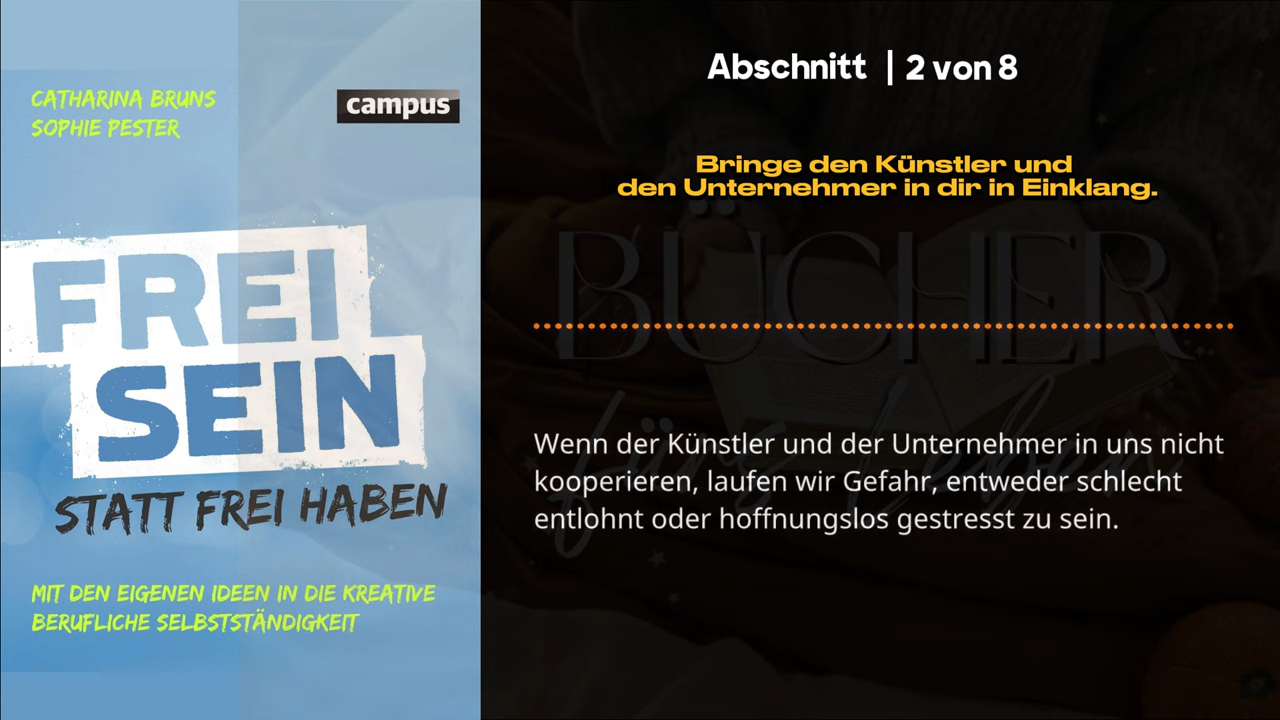 CATHARINA BRUNS
SOPHIE PESTER
campus
FREI
SEIN
STATT FREI HABEN
MIT DEN EIGENEN IDEEN IN DIE KREATIVE
BERUFLICHE SELBSTSTÄNDIGKEIT
Abschnitt | 2 von 8
Bringe den Künstler und
den Unternehmer in dir in Einklang.
BÜCHER
Wenn der Künstler und der Unternehmer in uns nicht
kooperieren, laufen wir Gefahr, entweder schlecht
entlohnt oder hoffnungslos gestresst zu sein.